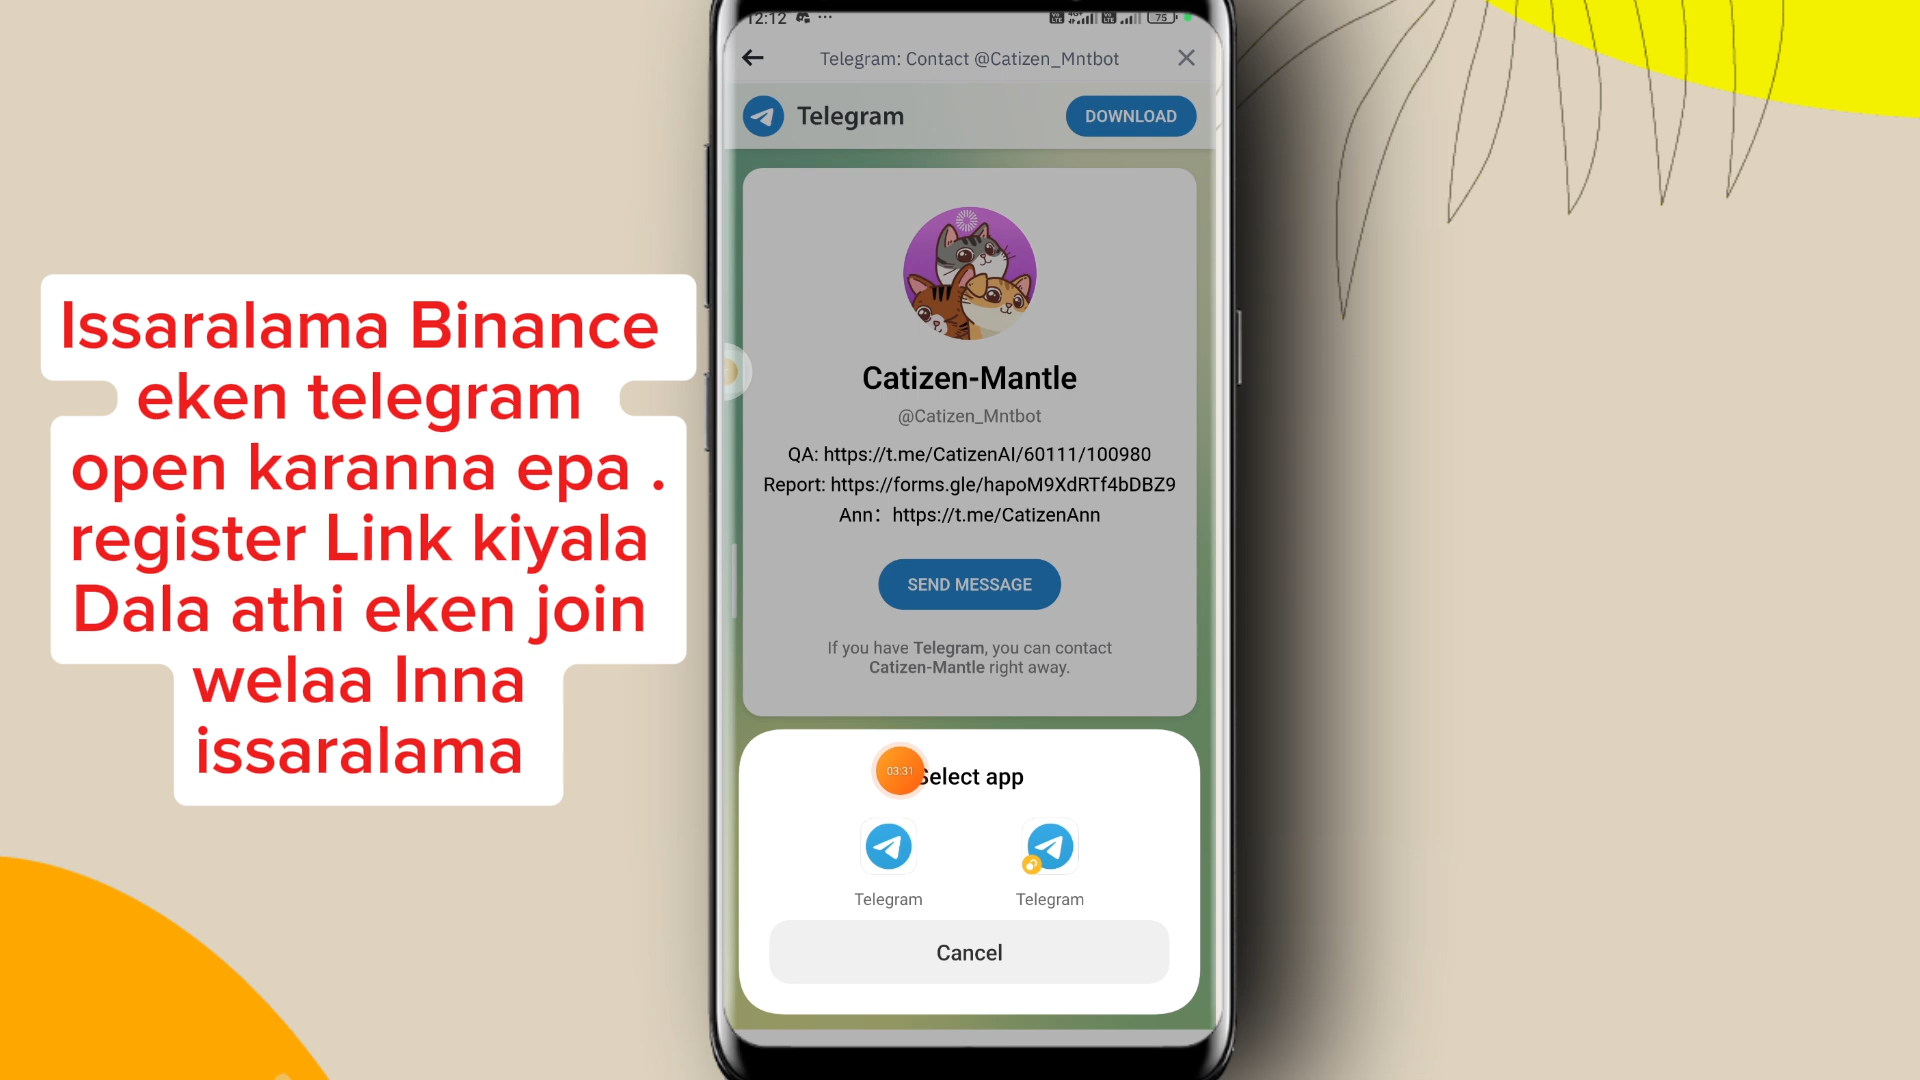 Issaralama Binance
eken telegram
open karanna epa .
register Link kiyala
Dala athi eken join
welaa Inna
issaralama
12:12
75
Telegram: Contact @Catizen_Mntbot
Telegram
DOWNLOAD
Catizen-Mantle
@Catizen_Mntbot
QA: https://t.me/CatizenAI/60111/100980
Report: https://forms.gle/hapoM9XdRTf4bDBZ9
Ann： https://t.me/CatizenAnn
SEND MESSAGE
If you have Telegram, you can contact
Catizen-Mantle right away.
03:31
Select app
Telegram
Telegram
Cancel